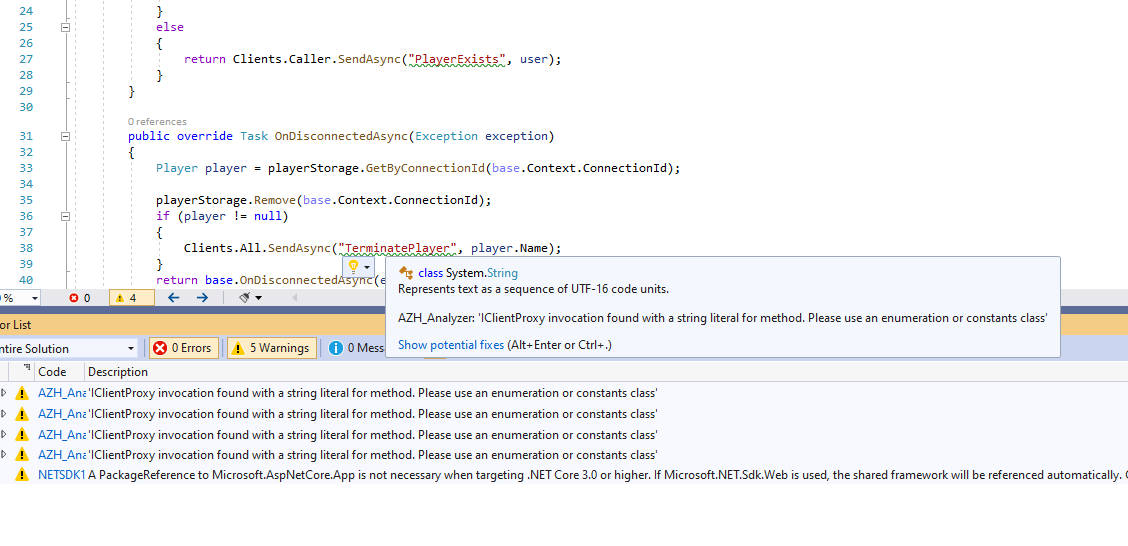 24 }
25 else
26 {
27 return Clients.Caller.SendAsync("PlayerExists", user);
28 }
29 }
30
0 references
31 public override Task OnDisconnectedAsync(Exception exception)
32 {
33 Player player = playerStorage.GetByConnectionId(base.Context.ConnectionId);
34
35 playerStorage.Remove(base.Context.ConnectionId);
36 if (player != null)
37 {
38 Clients.All.SendAsync("TerminatePlayer", player.Name);
39 }
40 return base.OnDisconnectedAsync(e
class System.String
Represents text as a sequence of UTF-16 code units.
AZH_Analyzer: 'IClientProxy invocation found with a string literal for method. Please use an enumeration or constants class'
Show potential fixes (Alt+Enter or Ctrl+.)
% 0 4
or List
ntire Solution 0 Errors 5 Warnings 0 Mess
Code Description
AZH_Ana 'IClientProxy invocation found with a string literal for method. Please use an enumeration or constants class'
AZH_Ana 'IClientProxy invocation found with a string literal for method. Please use an enumeration or constants class'
AZH_Ana 'IClientProxy invocation found with a string literal for method. Please use an enumeration or constants class'
AZH_Ana 'IClientProxy invocation found with a string literal for method. Please use an enumeration or constants class'
NETSDK1 A PackageReference to Microsoft.AspNetCore.App is not necessary when targeting .NET Core 3.0 or higher. If Microsoft.NET.Sdk.Web is used, the shared framework will be referenced automatically.